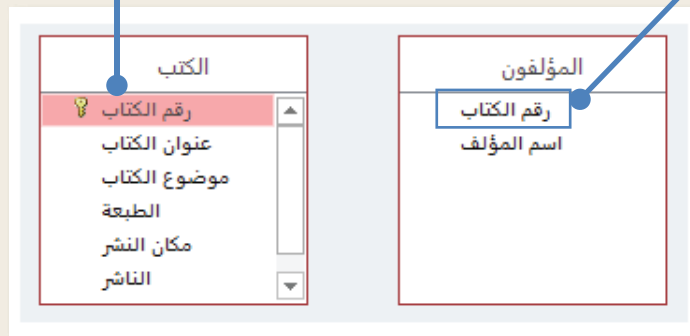 المؤلفون
رقم الكتاب
اسم المؤلف
الكتب
رقم الكتاب
عنوان الكتاب
موضوع الكتاب
الطبعة
مكان النشر
الناشر